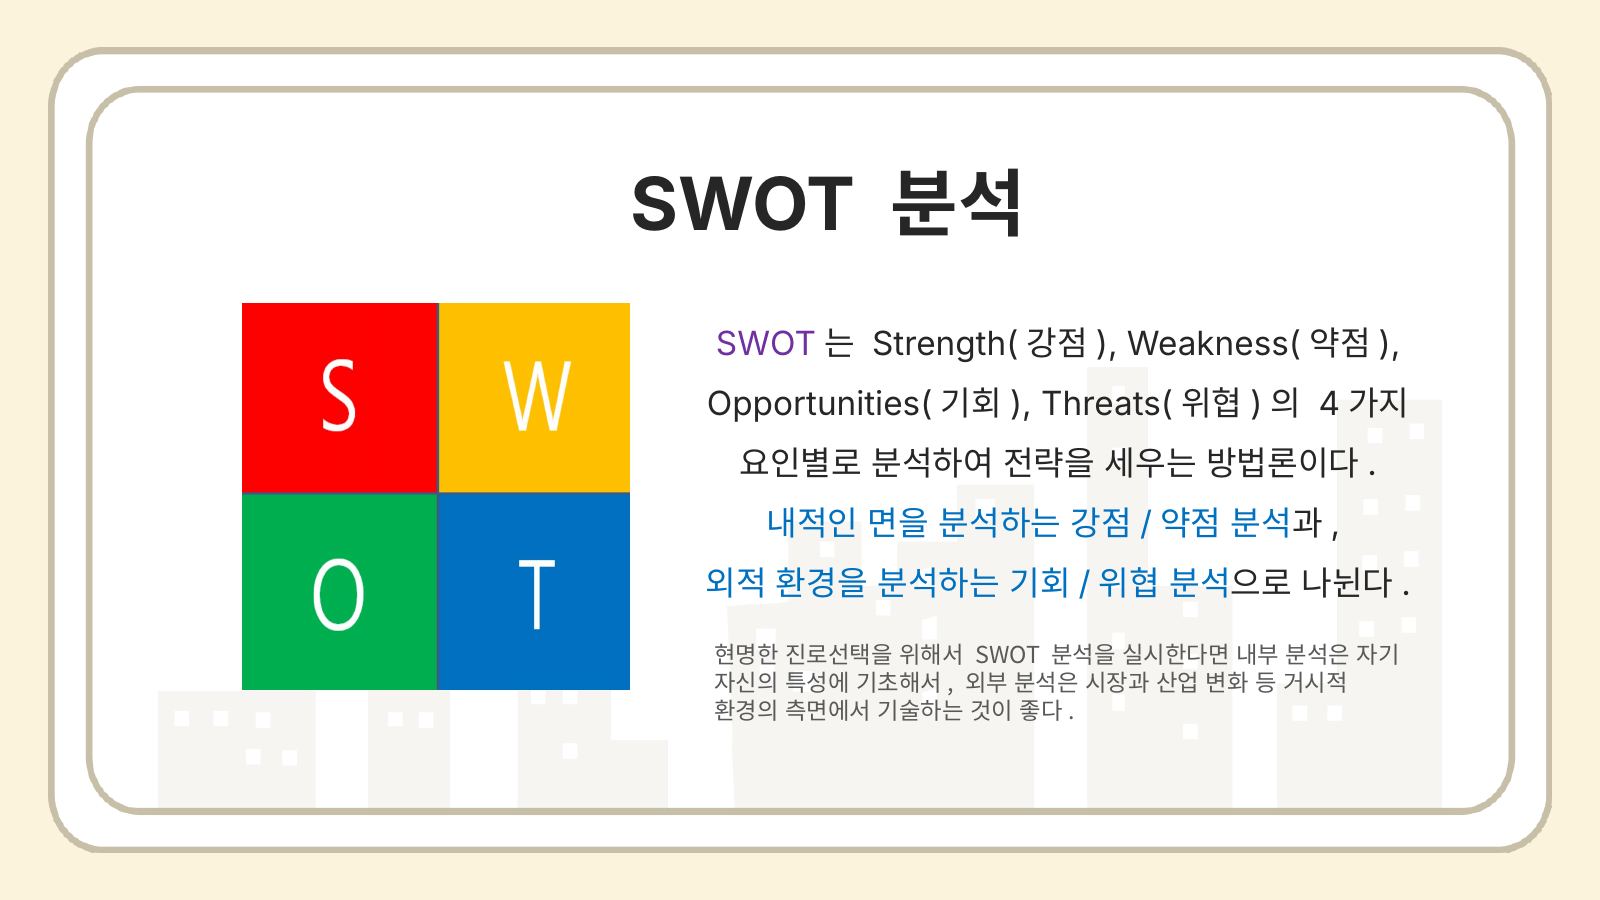 SWOT 분석
S W
O T
SWOT 는 Strength( 강점 ), Weakness( 약점 ),
Opportunities( 기회 ), Threats( 위협 ) 의 4 가지
요인별로 분석하여 전략을 세우는 방법론이다 .
내적인 면을 분석하는 강점 / 약점 분석과 ,
외적 환경을 분석하는 기회 / 위협 분석으로 나뉜다 .
현명한 진로선택을 위해서 SWOT 분석을 실시한다면 내부 분석은 자기
자신의 특성에 기초해서 , 외부 분석은 시장과 산업 변화 등 거시적
환경의 측면에서 기술하는 것이 좋다 .